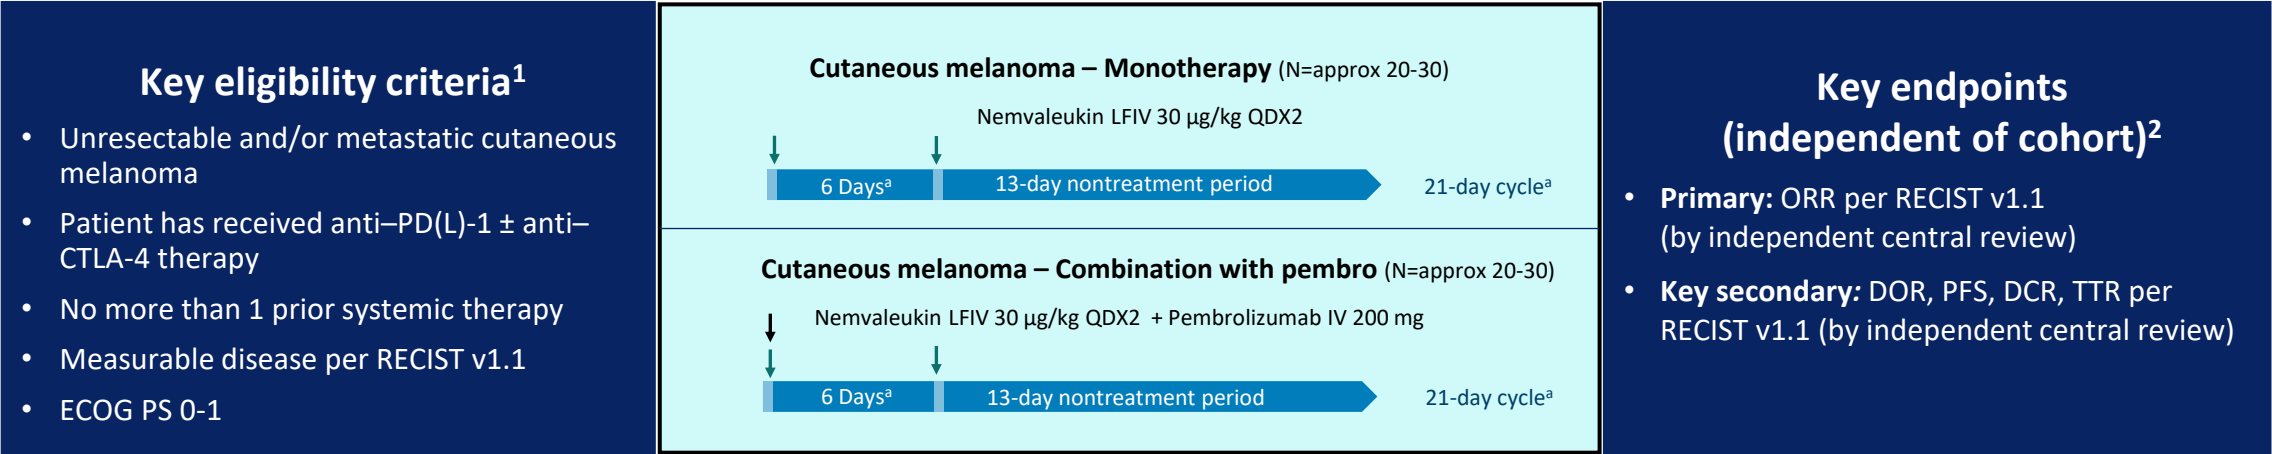 Key eligibility criteria1
• Unresectable and/or metastatic cutaneous
melanoma
• Patient has received anti–PD(L)-1 ± anti–
CTLA-4 therapy
• No more than 1 prior systemic therapy
• Measurable disease per RECIST v1.1
• ECOG PS 0-1
Cutaneous melanoma – Monotherapy (N=approx 20-30)
Nemvaleukin LFIV 30 µg/kg QDX2
6 Daysa
13-day nontreatment period
21-day cyclea
Cutaneous melanoma – Combination with pembro (N=approx 20-30)
Nemvaleukin LFIV 30 µg/kg QDX2 + Pembrolizumab IV 200 mg
6 Daysa
13-day nontreatment period
21-day cyclea
Key endpoints
(independent of cohort)2
• Primary: ORR per RECIST v1.1
(by independent central review)
• Key secondary: DOR, PFS, DCR, TTR per
RECIST v1.1 (by independent central review)